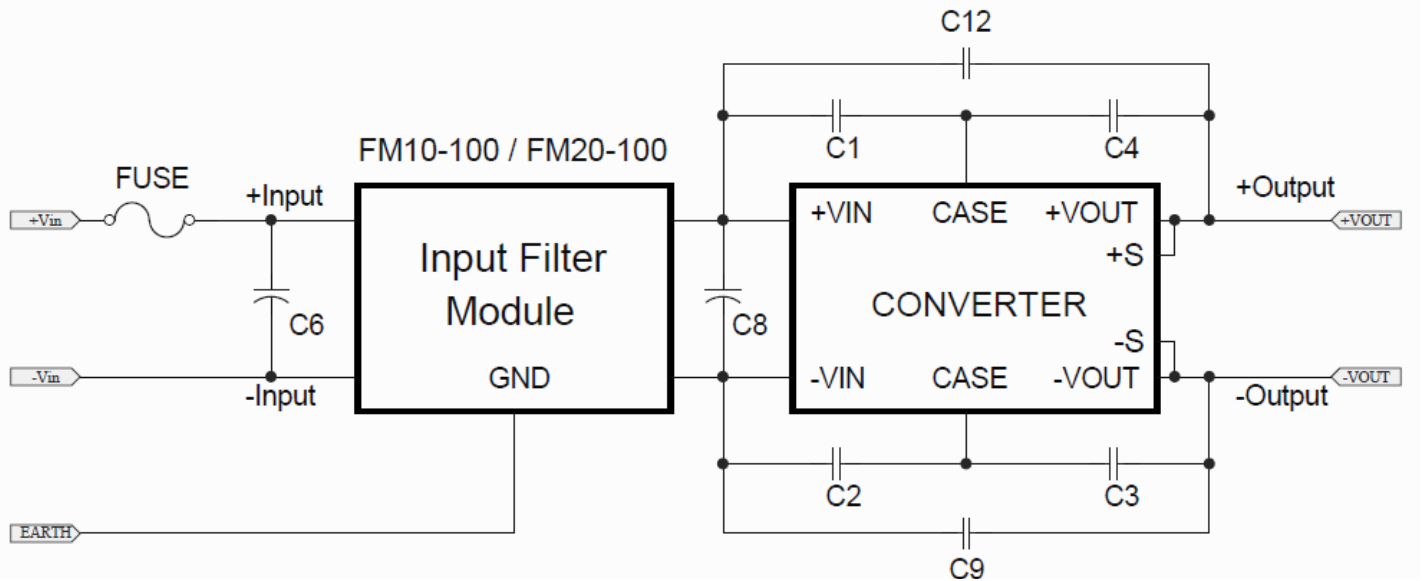 C12
C1
C4
FM10-100 / FM20-100
FUSE
+Input
+Vin
Input Filter
Module
GND
C6
-Vin
-Input
EARTH
C8
+VIN
CASE
+VOUT
+S
CONVERTER
-S
-VIN
CASE
-VOUT
+Output
+VOUT
-VOUT
-Output
C2
C3
C9